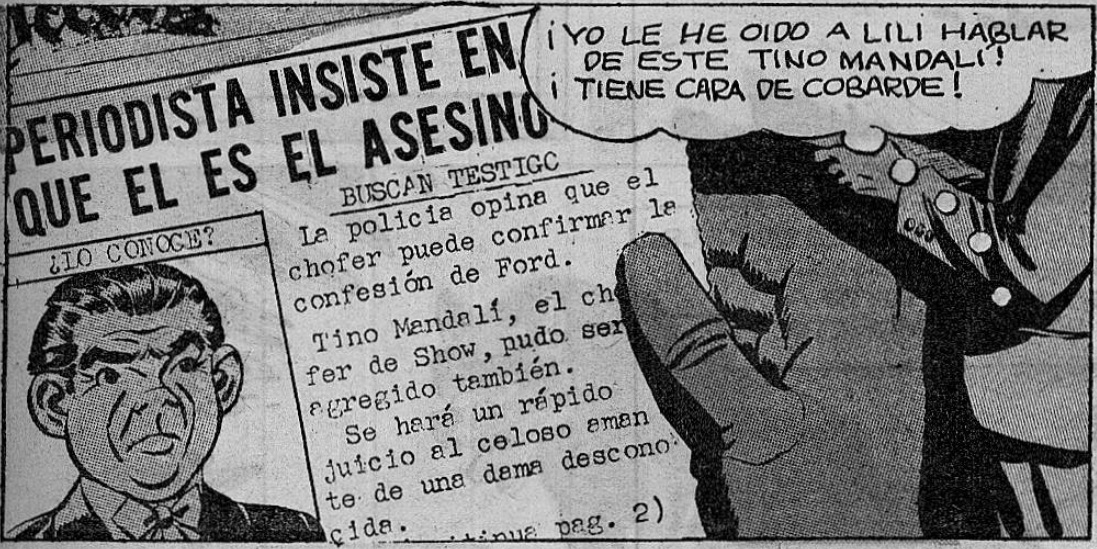 PERIODISTA INSISTE EN
QUE EL ES EL ASESINO
¿LO CONOCE?
BUSCAN TESTIGO
La policia opina que el
chofer puede confirmar la
confesión de Ford.
Tino Mandalí, el cho
fer de Show, pudo ser
agregido también.
Se hará un rápido
juicio al celoso aman
te de una dama descono
cida.
pag. 2)
¡YO LE HE OIDO A LILI HABLAR
DE ESTE TINO MANDALI!
¡TIENE CARA DE COBARDE!